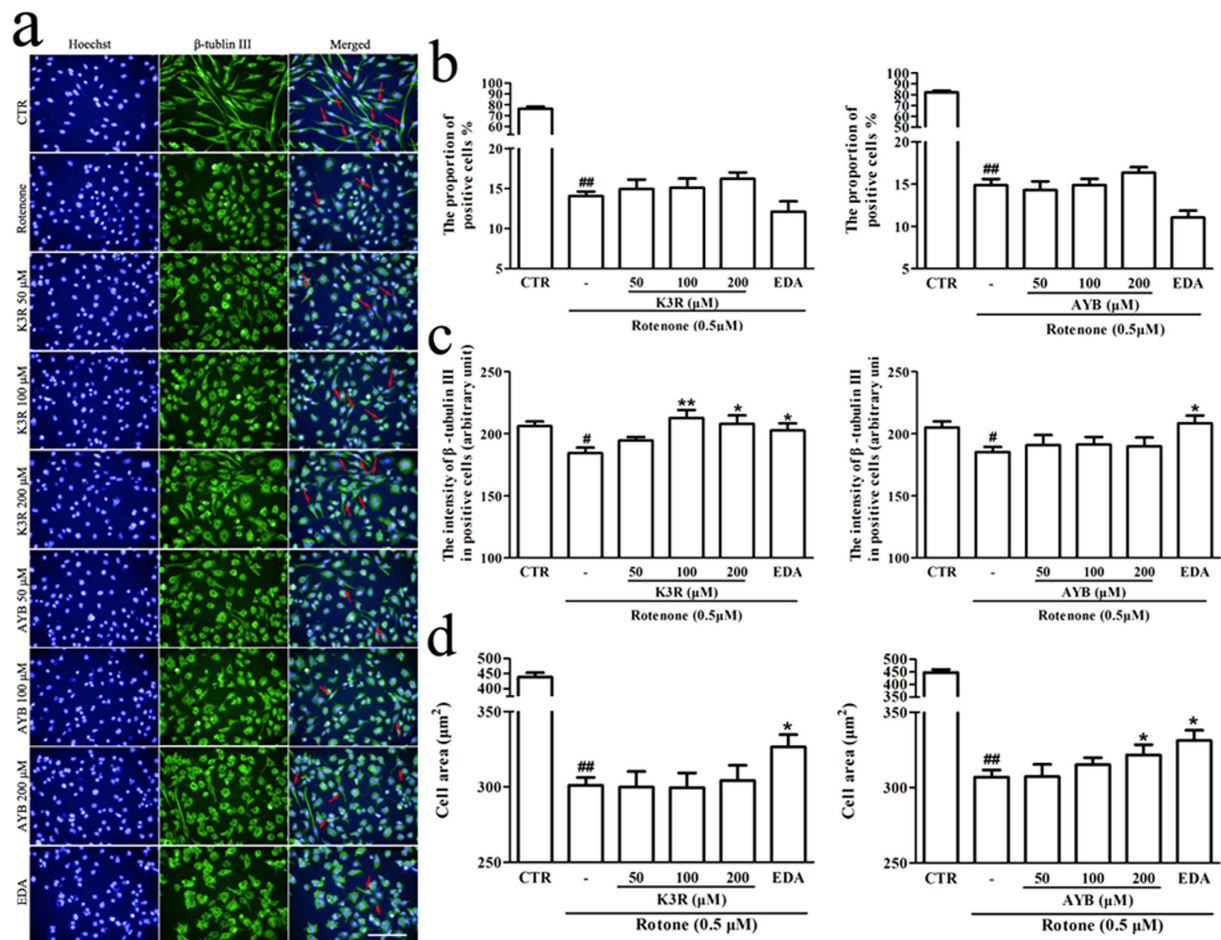 a
Hoechst β-tublin III Merged
CTR
Rotenone
K3R 50 μM
K3R 100 μM
K3R 200 μM
AYB 50 μM
AYB 100 μM
AYB 200 μM
EDA
b
The proportion of
positive cells %
100
90
80
70
60
50
20
15
10
5
##
CTR - 50 100 200 EDA
K3R (μM)
Rotenone (0.5μM)
The proportion of
positive cells %
100
90
80
70
60
50
20
15
10
5
##
CTR - 50 100 200 EDA
AYB (μM)
Rotenone (0.5μM)
c
The intensity of β -tubulin III
in positive cells (arbitrary unit)
250
200
150
100
# ** * *
CTR - 50 100 200 EDA
K3R (μM)
Rotenone (0.5μM)
The intensity of β -tubulin III
in positive cells (arbitrary uni
250
200
150
100
# *
CTR - 50 100 200 EDA
AYB (μM)
Rotenone (0.5μM)
d
Cell area (μm²)
500
450
400
350
300
250
## *
CTR - 50 100 200 EDA
K3R (μM)
Rotone (0.5 μM)
Cell area (μm²)
500
450
400
350
350
300
250
## * *
CTR - 50 100 200 EDA
AYB (μM)
Rotone (0.5 μM)